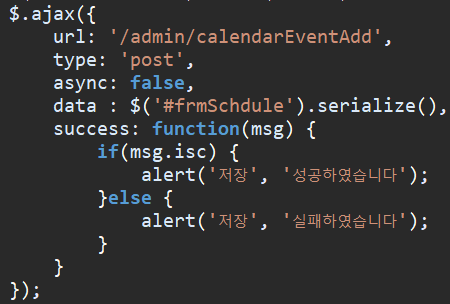 $.ajax({
    url: '/admin/calendarEventAdd',
    type: 'post',
    async: false,
    data : $('#frmSchdule').serialize(),
    success: function(msg) {
        if(msg.isc) {
            alert('저장', '성공하였습니다');
        }else {
            alert('저장', '실패하였습니다');
        }
    }
});